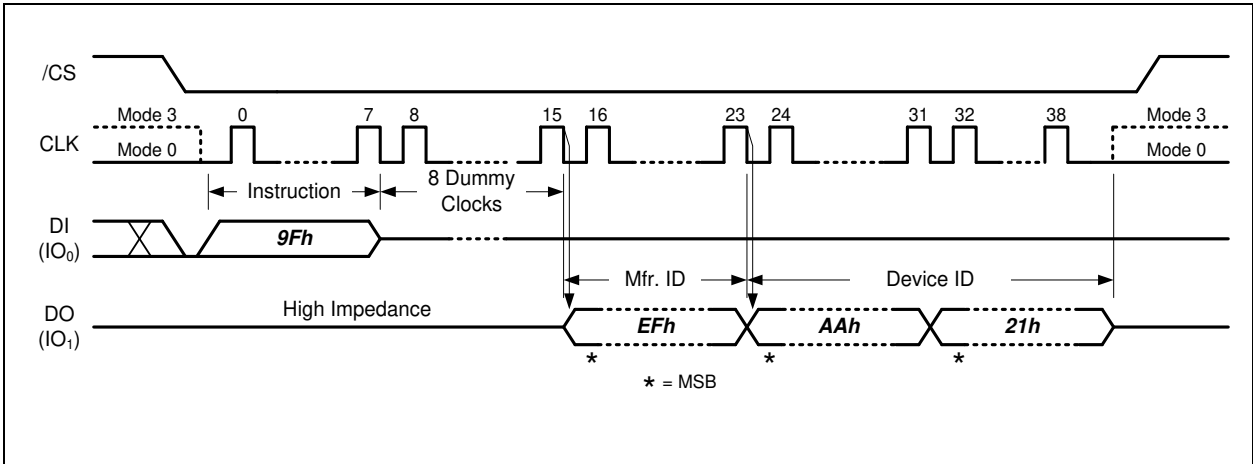 /CS
Mode 3 0 7 8 15 16 23 24 31 32 38 Mode 3
CLK
Mode 0 Mode 0
Instruction 8 Dummy
Clocks
DI
(IO₀)
9Fh
Mfr. ID Device ID
DO
(IO₁)
High Impedance
EFh AAh 21h
* * *
* = MSB